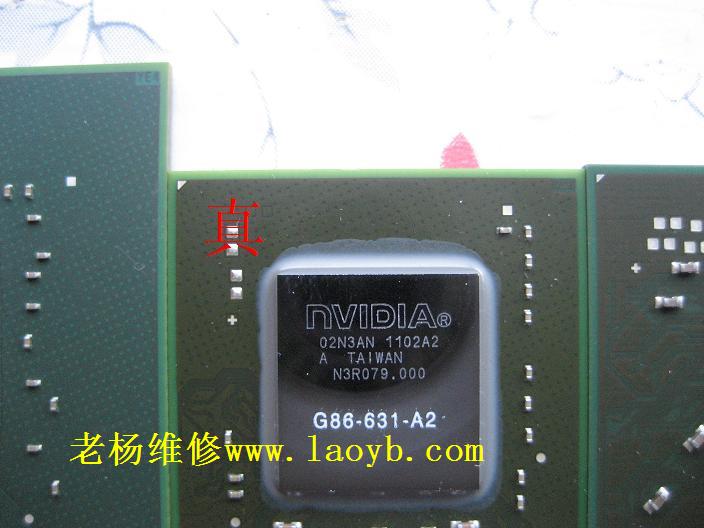 真
nVIDIA®
02N3AN 1102A2
A TAIWAN
N3R079.000
G86-631-A2
老杨维修www.laoyb.com